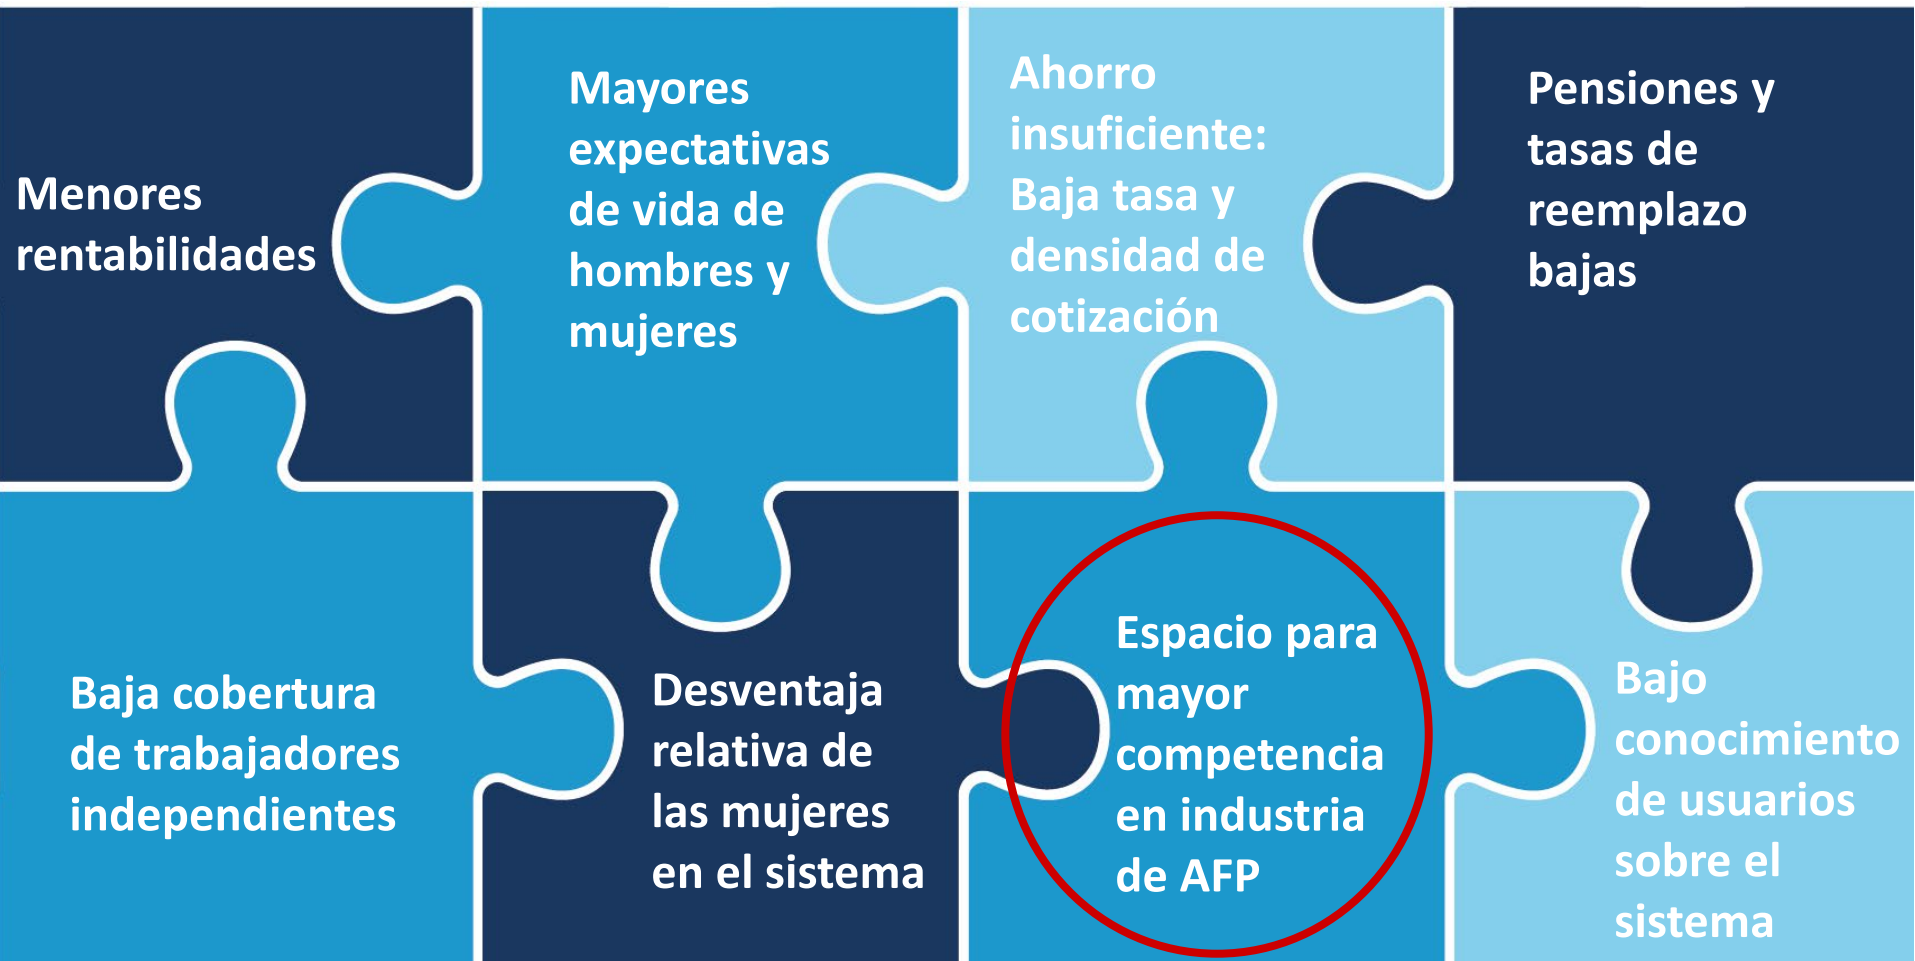 Menores
rentabilidades
Mayores
expectativas
de vida de
hombres y
mujeres
Ahorro
insuficiente:
Baja tasa y
densidad de
cotización
Pensiones y
tasas de
reemplazo
bajas
Baja cobertura
de trabajadores
independientes
Desventaja
relativa de
las mujeres
en el sistema
Espacio para
mayor
competencia
en industria
de AFP
Bajo
conocimiento
de usuarios
sobre el
sistema